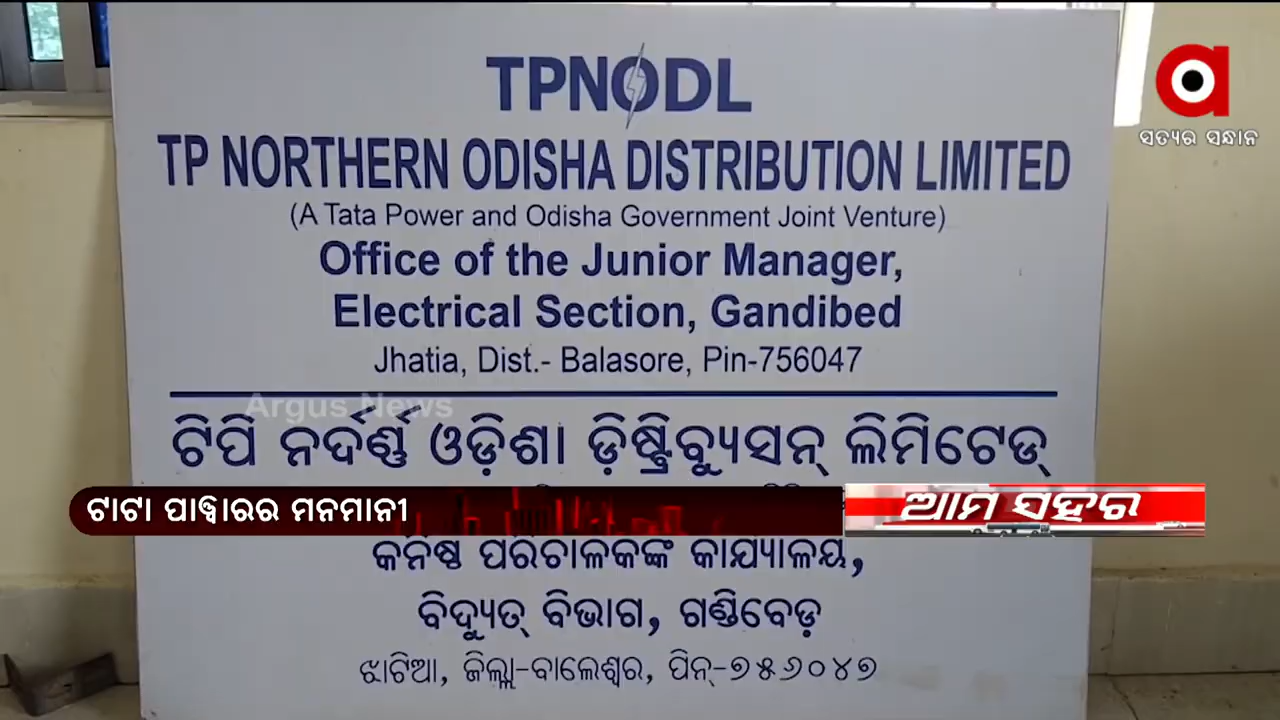 TPNODL
TP NORTHERN ODISHA DISTRIBUTION LIMITED
(A Tata Power and Odisha Government Joint Venture)
Office of the Junior Manager,
Electrical Section, Gandibed
Jhatia, Dist.- Balasore, Pin-756047
ସତ୍ୟର ସନ୍ଧାନ
Argus News
ଟିପି ନର୍ଦର୍ଣ୍ଣ ଓଡ଼ିଶା ଡ଼ିଷ୍ଟ୍ରିବ୍ୟୁସନ୍ ଲିମିଟେଡ୍
ଟାଟା ପାୱାରର ମନମାନୀ
ଆମ ସହର
କନିଷ୍ଠ ପରିଚାଳକଙ୍କ କାର୍ଯ୍ୟାଳୟ,
ବିଦ୍ୟୁତ୍ ବିଭାଗ, ଗଣ୍ଡିବେଡ଼
ଝାଟିଆ, ଜିଲ୍ଲା-ବାଲେଶ୍ୱର, ପିନ୍-୭୫୬୦୪୭